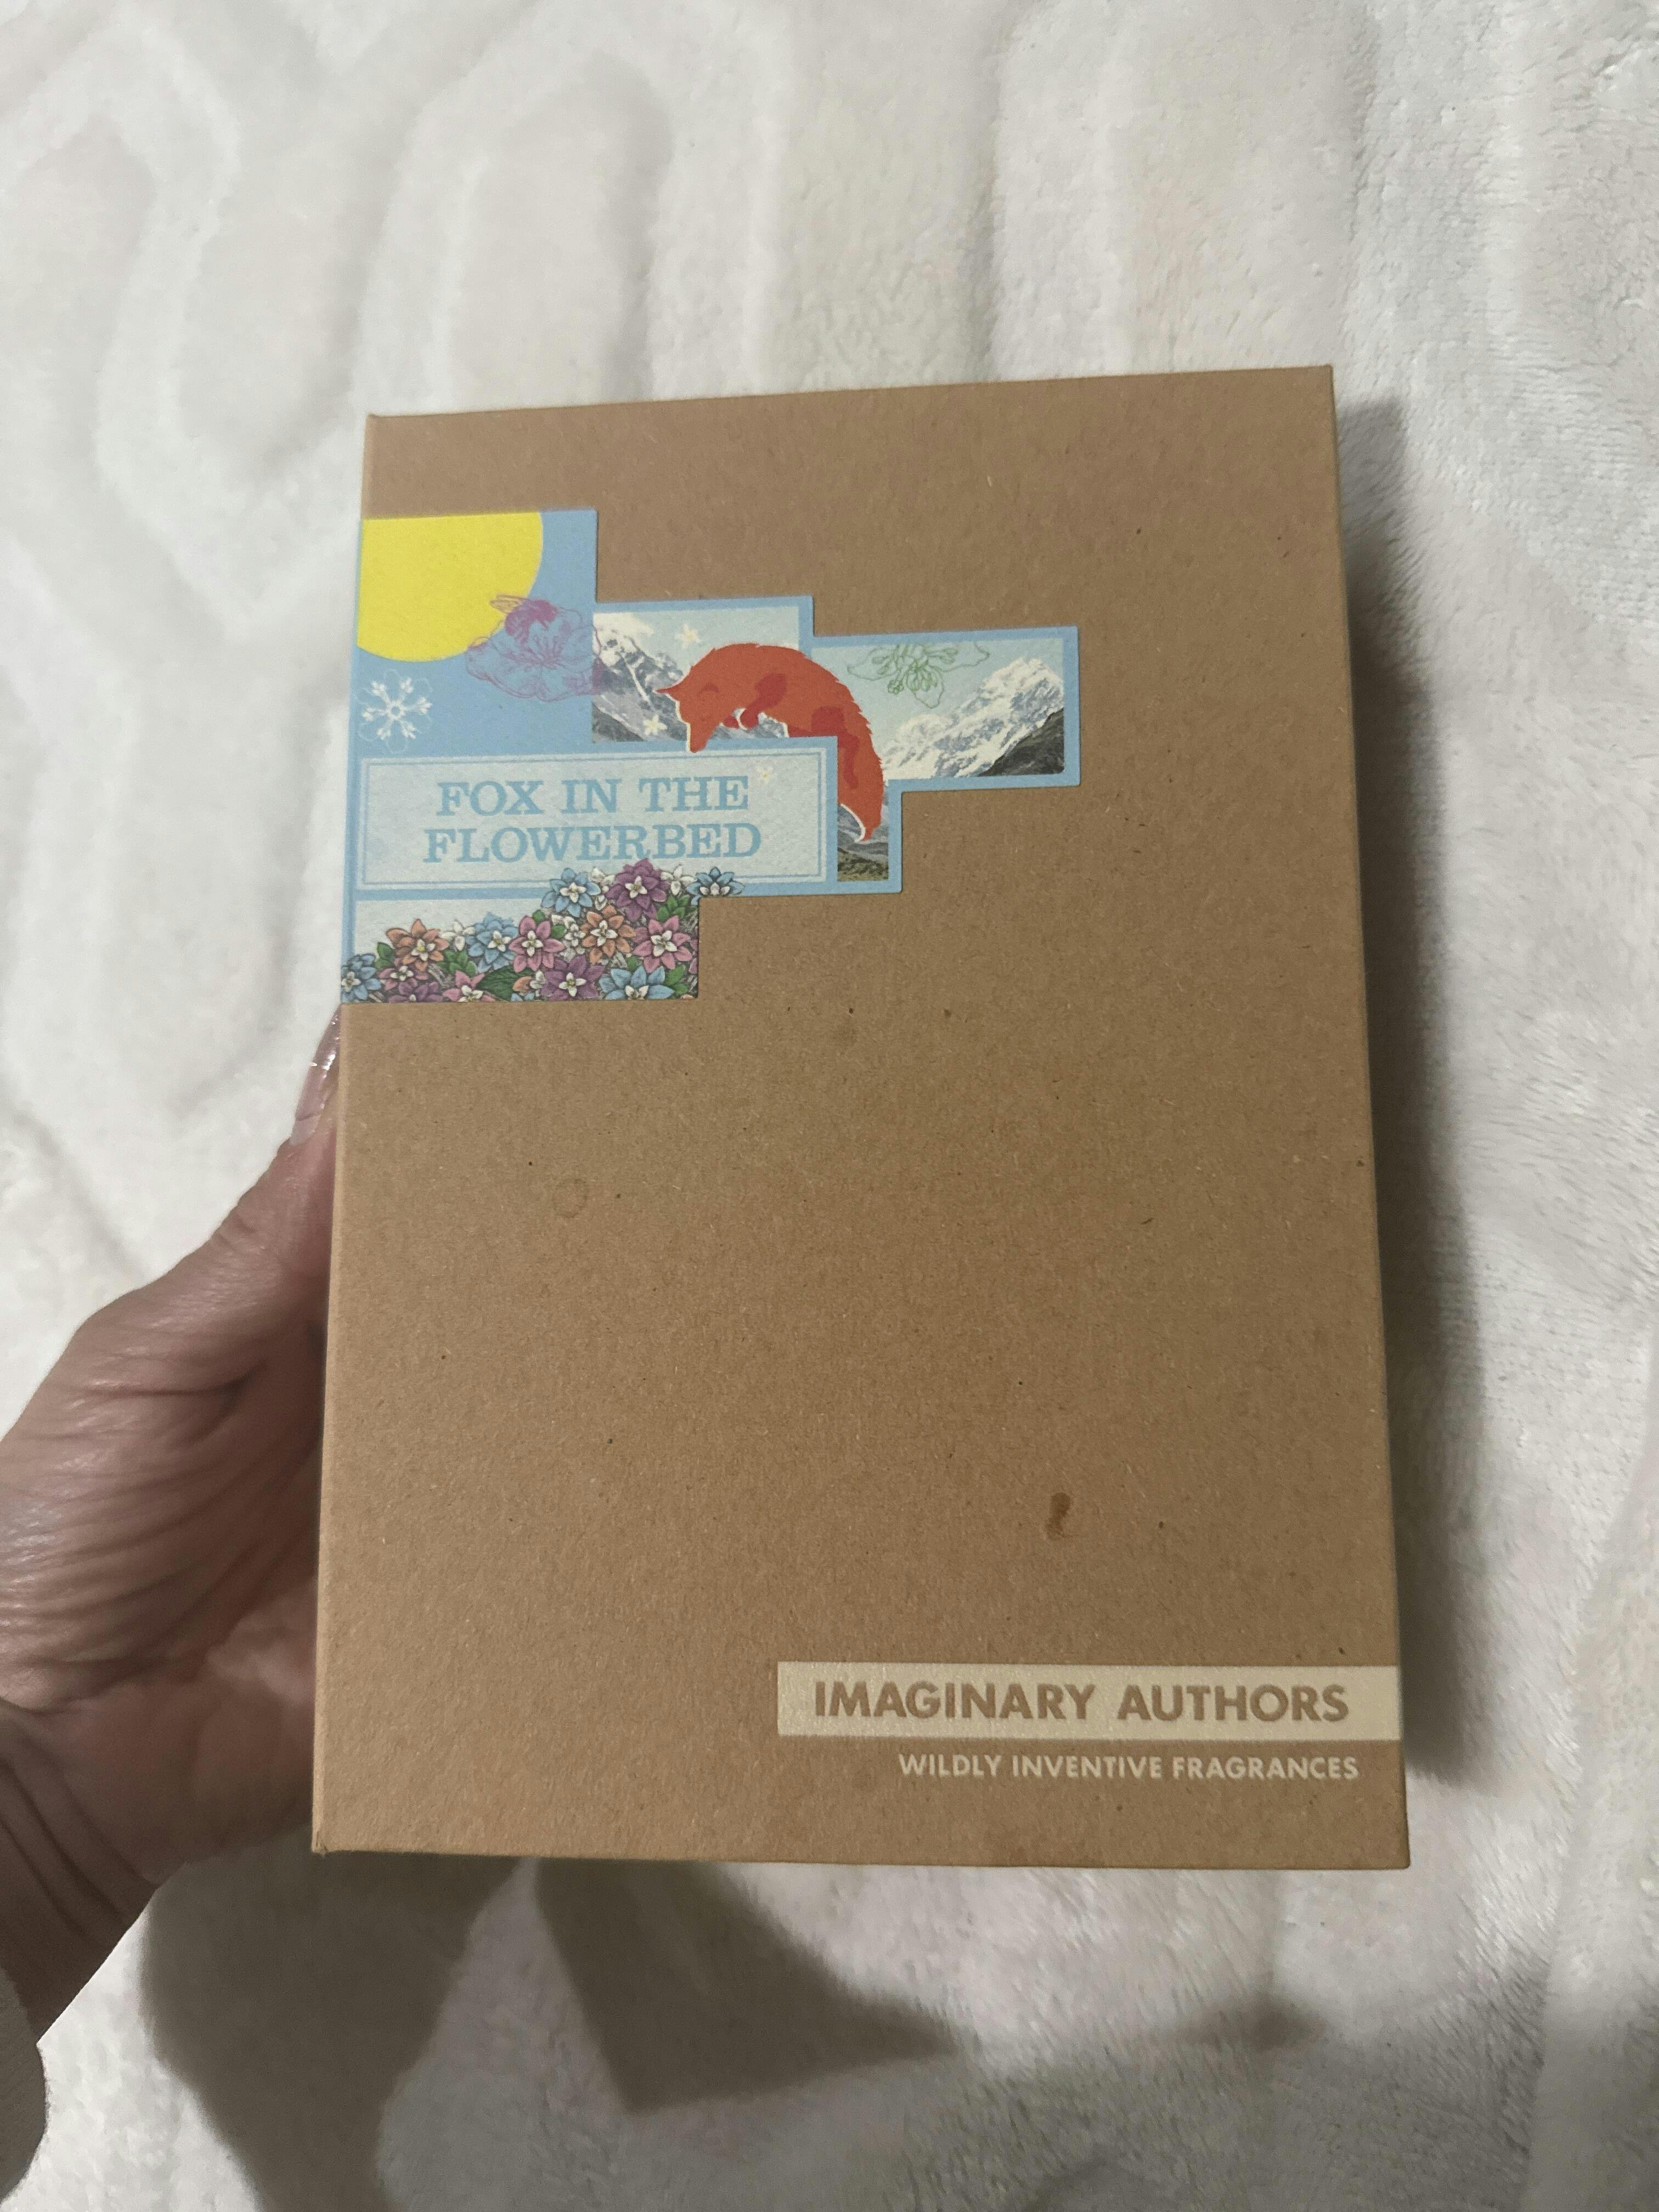 FOX IN THE
FLOWERBED
IMAGINARY AUTHORS
WILDLY INVENTIVE FRAGRANCES